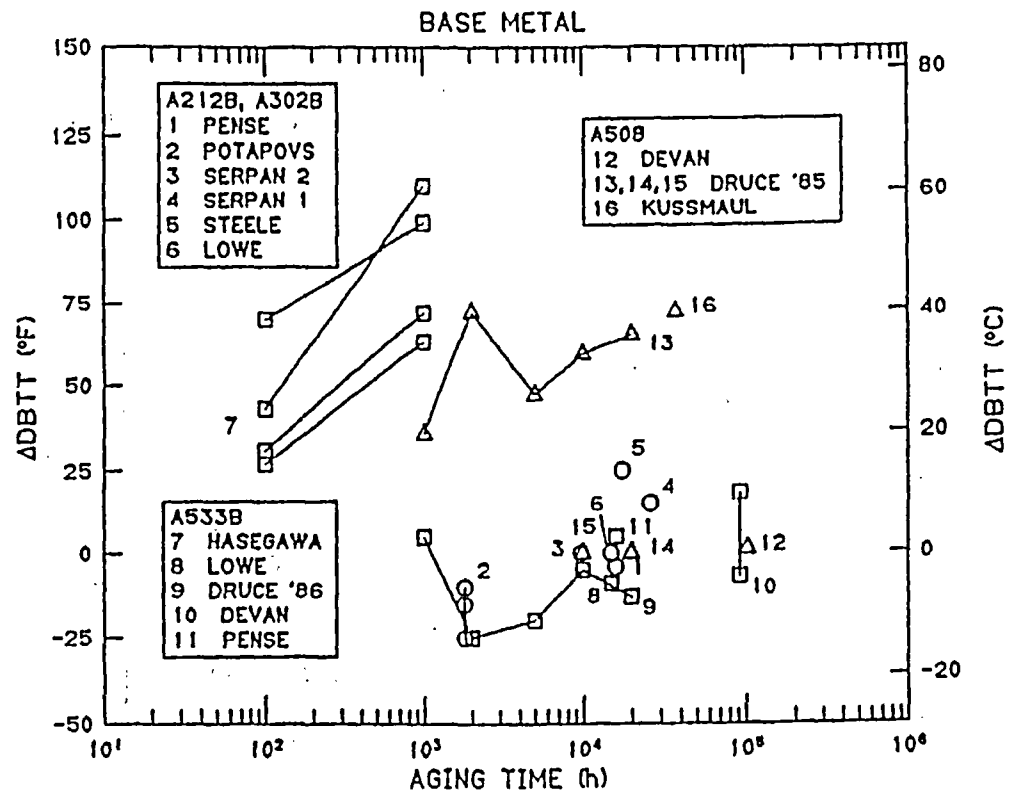 BASE METAL
150
125
100
75
50
25
0
-25
-50
ΔDBTT (°F)
80
60
40
20
0
-20
ΔDBTT (°C)
A212B, A302B
1 PENSE
2 POTAPOVS
3 SERPAN 2
4 SERPAN 1
5 STEELE
6 LOWE
A508
12 DEVAN
13,14,15 DRUCE '85
16 KUSSMAUL
A533B
7 HASEGAWA
8 LOWE
9 DRUCE '86
10 DEVAN
11 PENSE
7
16
13
5
4
6
15
11
3
14
2
1
8
9
12
10
10¹ 10² 10³ 10⁴ 10⁵ 10⁶
AGING TIME (h)